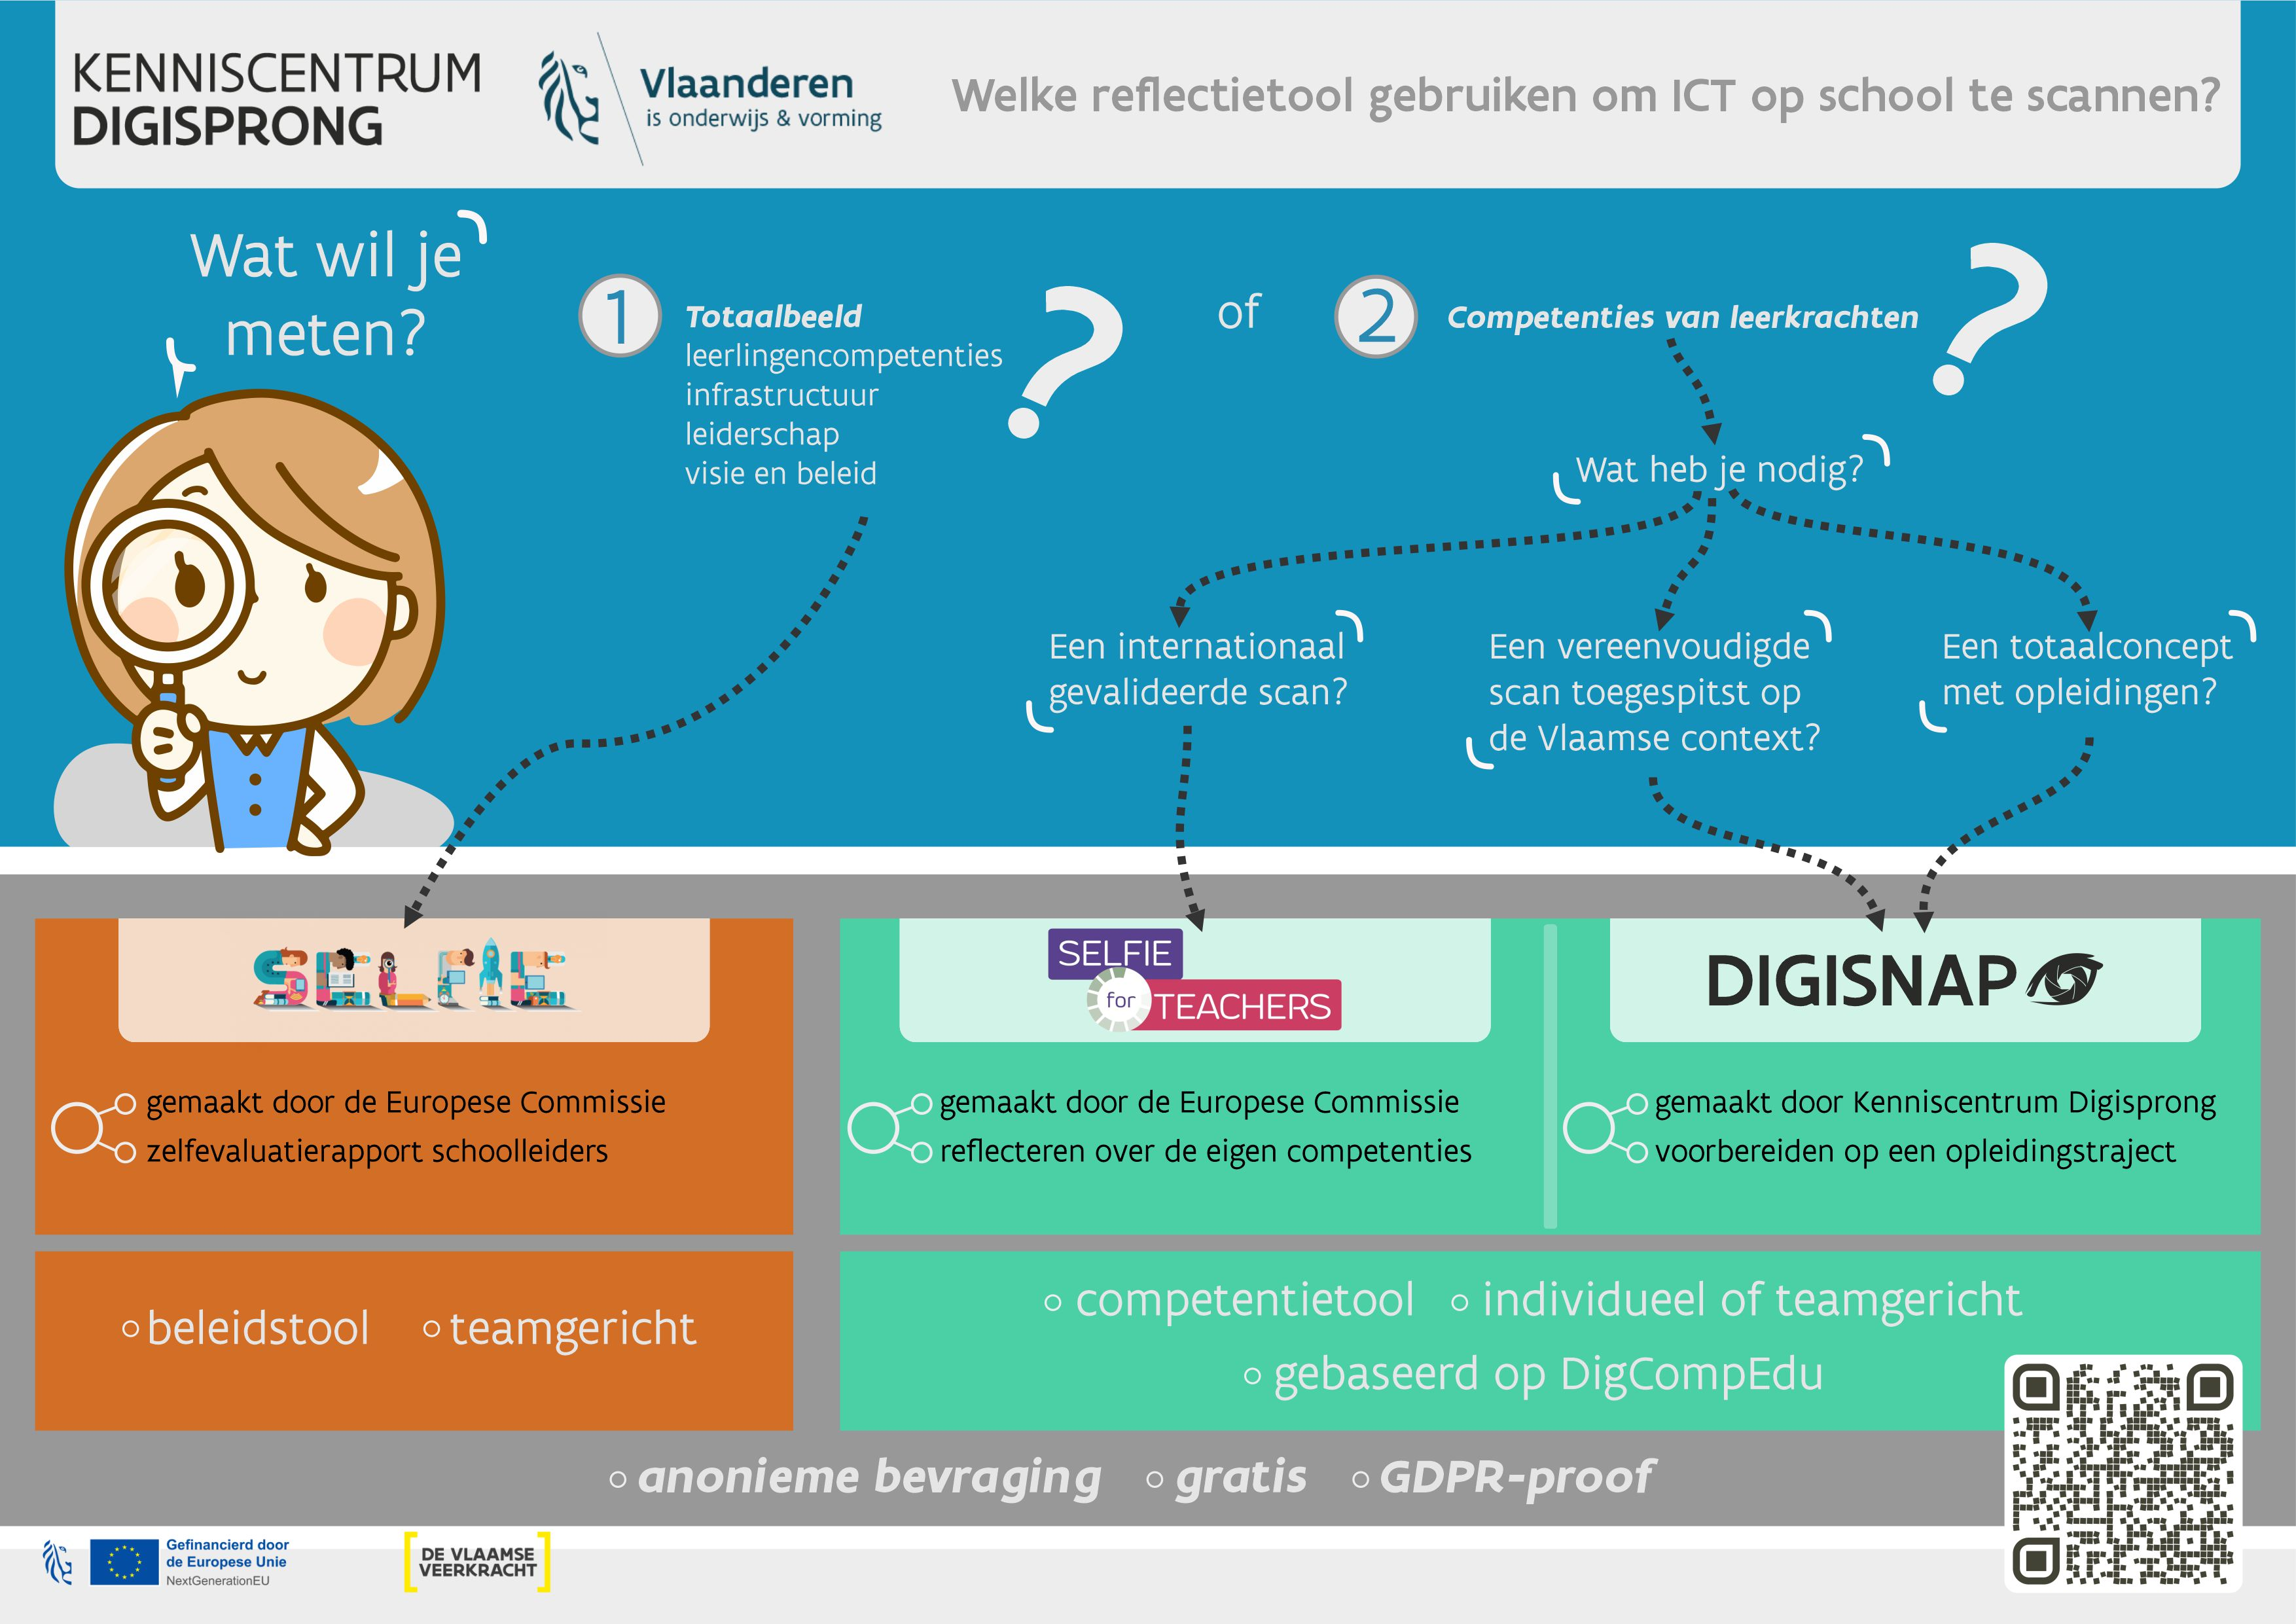 KENNISCENTRUM
DIGISPRONG
Vlaanderen
is onderwijs & vorming
Welke reflectietool gebruiken om ICT op school te scannen?
Wat wil je
meten?
1
Totaalbeeld
leerlingencompetenties
infrastructuur
leiderschap
visie en beleid
?
of
2
Competenties van leerkrachten
?
Wat heb je nodig?
Een internationaal
gevalideerde scan?
Een vereenvoudigde
scan toegespitst op
de Vlaamse context?
Een totaalconcept
met opleidingen?
SELFIE
gemaakt door de Europese Commissie
zelfevaluatierapport schoolleiders
SELFIE
for
TEACHERS
gemaakt door de Europese Commissie
reflecteren over de eigen competenties
DIGISNAP
gemaakt door Kenniscentrum Digisprong
voorbereiden op een opleidingstraject
beleidstool teamgericht
competentietool individueel of teamgericht
gebaseerd op DigCompEdu
anonieme bevraging gratis GDPR-proof
Gefinancierd door
de Europese Unie
NextGenerationEU
DE VLAAMSE
VEERKRACHT